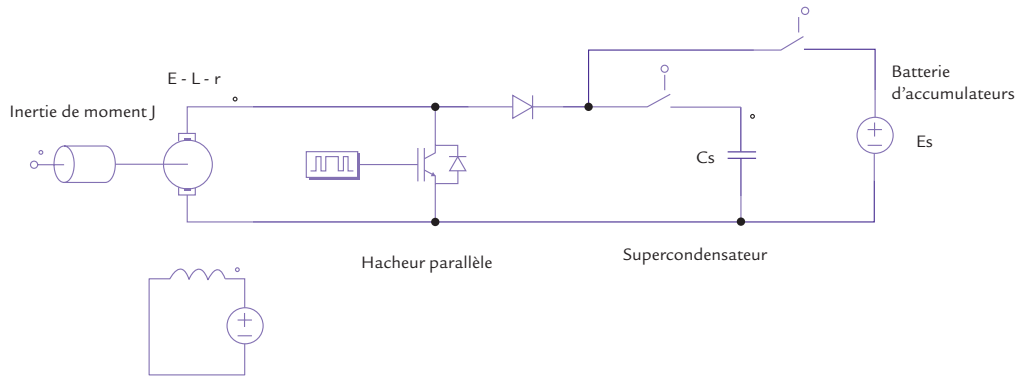 E - L - r
Batterie
d’accumulateurs
Inertie de moment J
Es
Cs
Hacheur parallèle
Supercondensateur